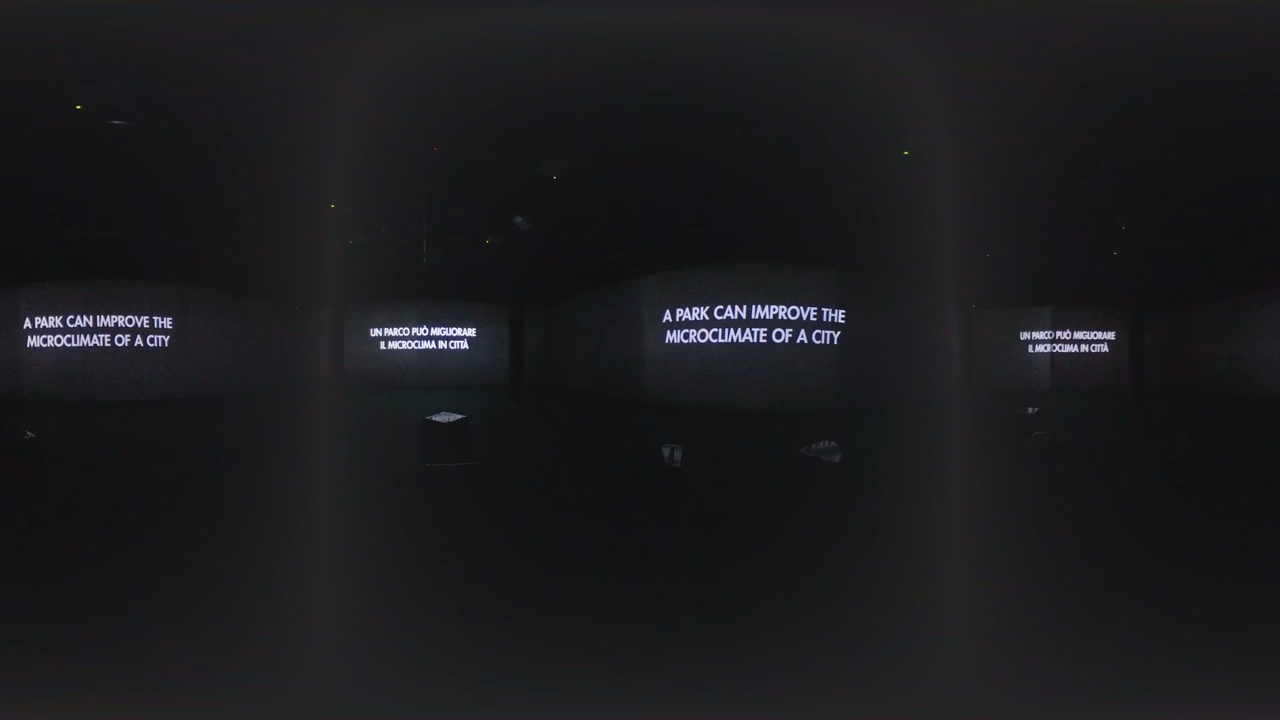 A PARK CAN IMPROVE THE
MICROCLIMATE OF A CITY
UN PARCO PUÒ MIGLIORARE
IL MICROCLIMA IN CITTÀ
A PARK CAN IMPROVE THE
MICROCLIMATE OF A CITY
UN PARCO PUÒ MIGLIORARE
IL MICROCLIMA IN CITTÀ